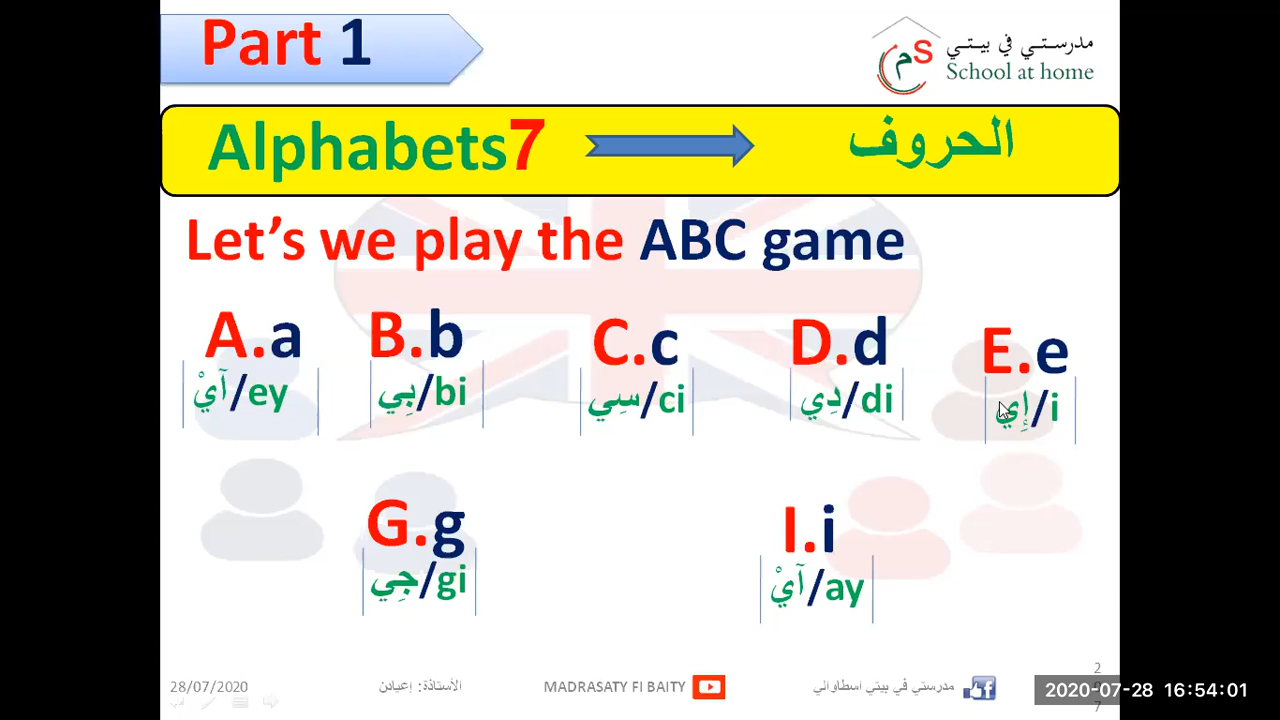 Part 1
مدرستي في بيتي
School at home
Alphabets7
الحروف
Let's we play the ABC game
A.a B.b C.c D.d E.e
آيْ/ey بِي/bi سِي/ci دِي/di إِي/i
G.g I.i
جِي/gi آيْ/ay
28/07/2020 الأستاذة: إعيادن MADRASATY FI BAITY مدرستي في بيتي اسطاوالي
2020-07-28 16:54:01